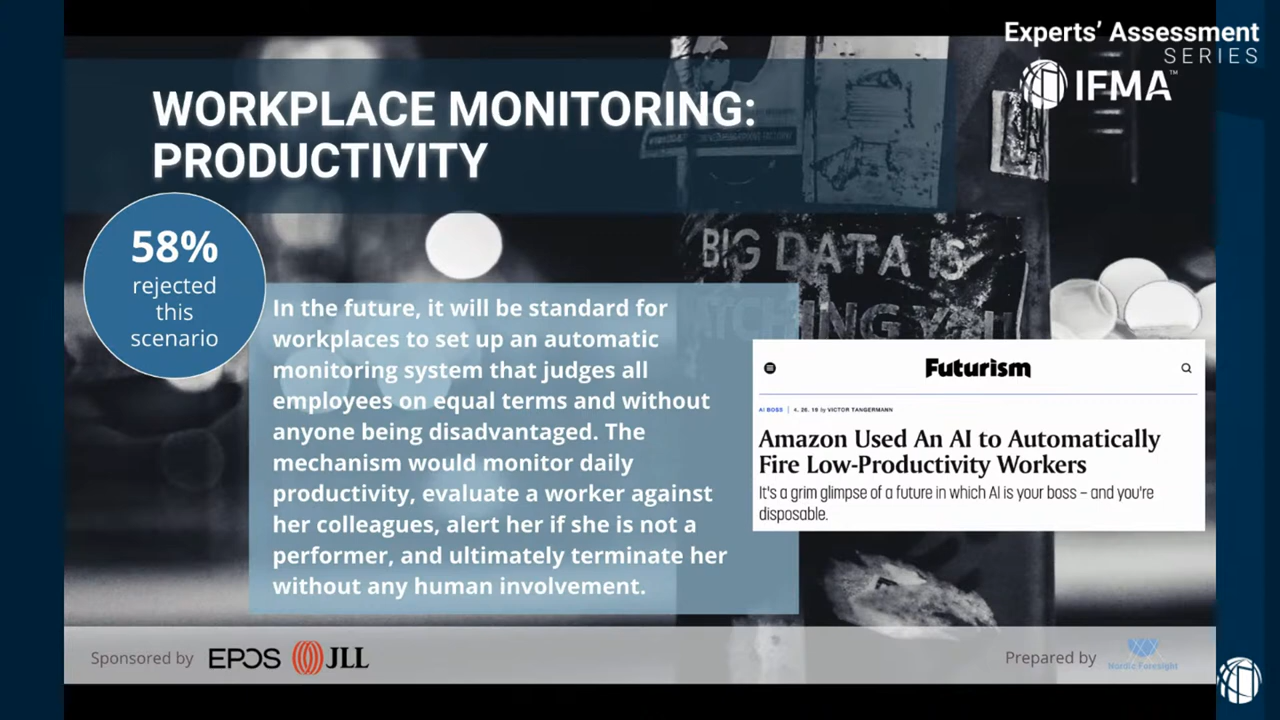 Experts' Assessment
SERIES
IFMA™
WORKPLACE MONITORING:
PRODUCTIVITY
58%
rejected
this
scenario
BIG DATA IS
In the future, it will be standard for
workplaces to set up an automatic
monitoring system that judges all
employees on equal terms and without
anyone being disadvantaged. The
mechanism would monitor daily
productivity, evaluate a worker against
her colleagues, alert her if she is not a
performer, and ultimately terminate her
without any human involvement.
Futurism
AI BOSS | 4. 26. 19 by VICTOR TANGERMANN
Amazon Used An AI to Automatically
Fire Low-Productivity Workers
It's a grim glimpse of a future in which AI is your boss – and you're
disposable.
Sponsored by EPOS JLL
Prepared by
Nordic Foresight